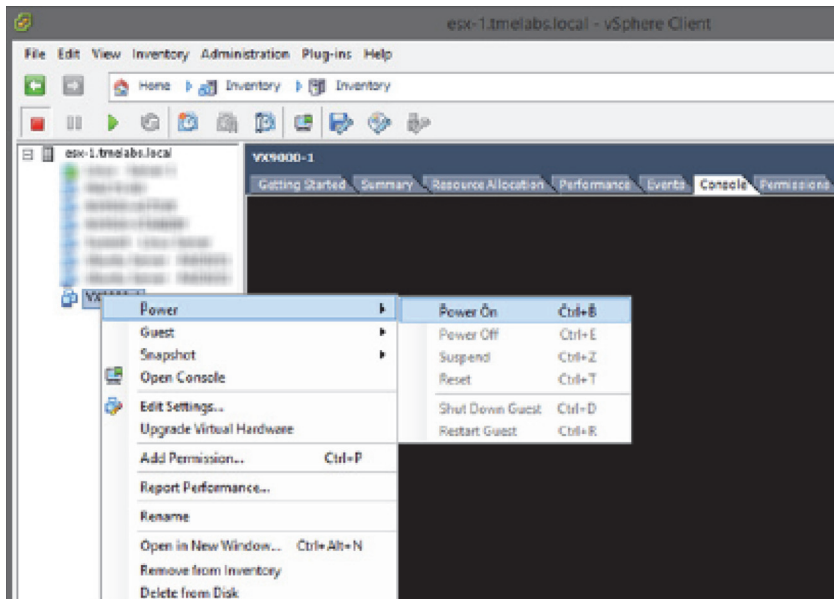 esx-1.tmelabs.local - vSphere Client
File Edit View Inventory Administration Plug-ins Help
Home Inventory Inventory
esx-1.tmelabs.local
VX9000-1
Getting Started Summary Resource Allocation Performance Events Console Permissions
Power
Guest
Snapshot
Open Console
Edit Settings...
Upgrade Virtual Hardware
Add Permission... Ctrl+P
Report Performance...
Rename
Open in New Window... Ctrl+Alt+N
Remove from Inventory
Delete from Disk
Power On Ctrl+B
Power Off Ctrl+E
Suspend Ctrl+Z
Reset Ctrl+T
Shut Down Guest Ctrl+D
Restart Guest Ctrl+R